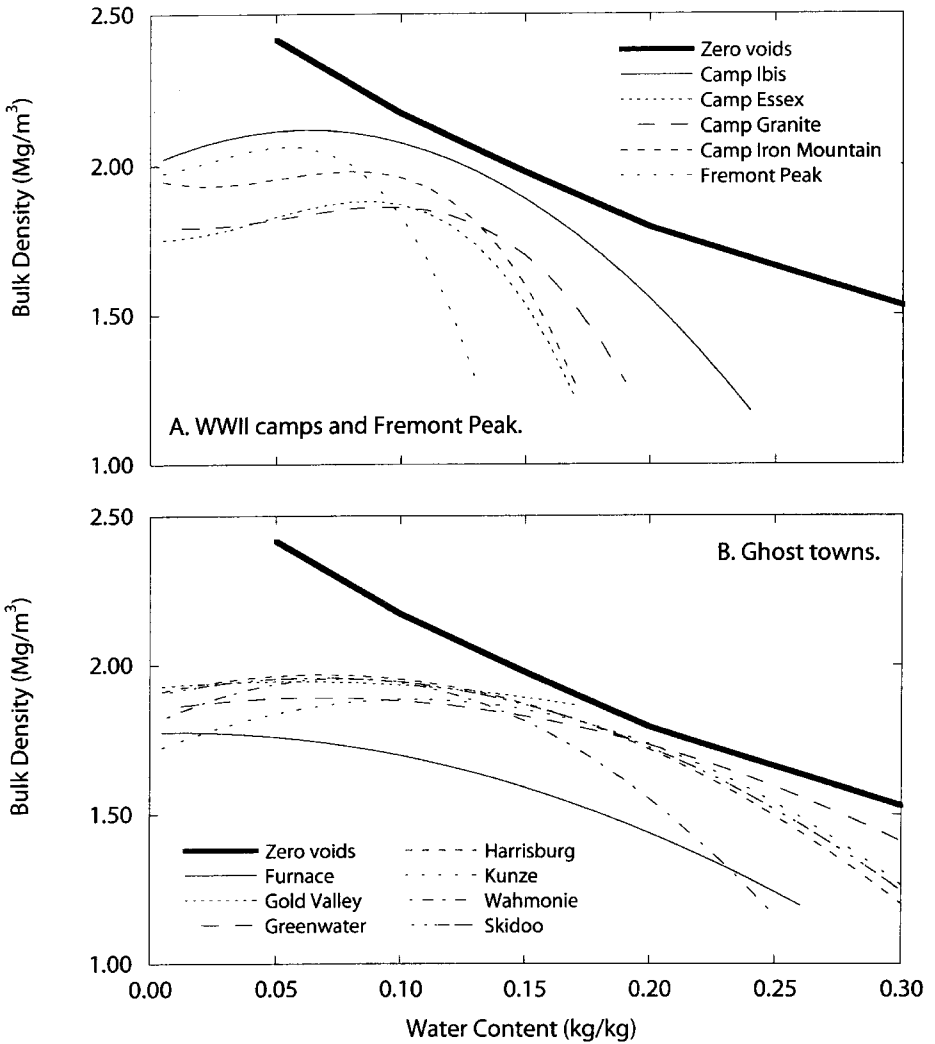 2.50
2.00
1.50
1.00
Bulk Density (Mg/m³)
Zero voids
Camp Ibis
Camp Essex
Camp Granite
Camp Iron Mountain
Fremont Peak
A. WWII camps and Fremont Peak.
2.50
2.00
1.50
1.00
Bulk Density (Mg/m³)
B. Ghost towns.
Zero voids
Furnace
Gold Valley
Greenwater
Harrisburg
Kunze
Wahmonie
Skidoo
0.00 0.05 0.10 0.15 0.20 0.25 0.30
Water Content (kg/kg)